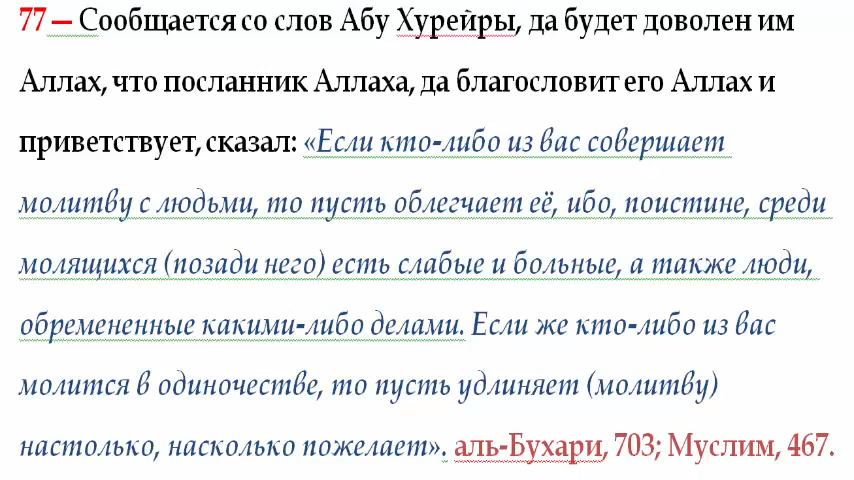 77 — Сообщается со слов Абу Хурейры, да будет доволен им
Аллах, что посланник Аллаха, да благословит его Аллах и
приветствует, сказал: «Если кто-либо из вас совершает
молитву с людьми, то пусть облегчает её, ибо, поистине, среди
молящихся (позади него) есть слабые и больные, а также люди,
обремененные какими-либо делами. Если же кто-либо из вас
молится в одиночестве, то пусть удлиняет (молитву)
настолько, насколько пожелает». аль-Бухари, 703; Муслим, 467.